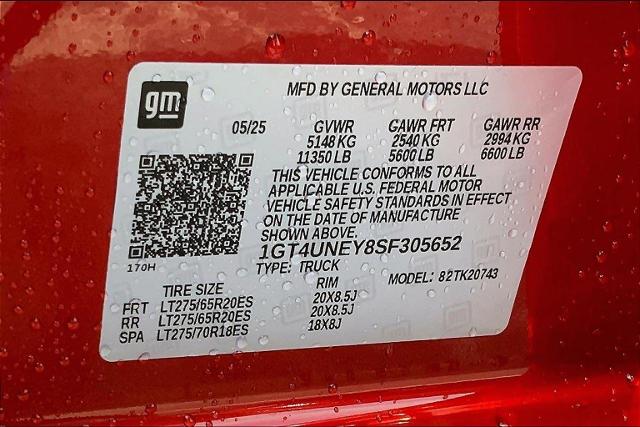 gm
MFD BY GENERAL MOTORS LLC
05/25 GVWR GAWR FRT GAWR RR
5148 KG 2540 KG 2994 KG
11350 LB 5600 LB 6600 LB
THIS VEHICLE CONFORMS TO ALL
APPLICABLE U.S. FEDERAL MOTOR
VEHICLE SAFETY STANDARDS IN EFFECT
ON THE DATE OF MANUFACTURE
SHOWN ABOVE.
1GT4UNEY8SF305652
170H
TYPE: TRUCK
MODEL: 82TK20743
TIRE SIZE RIM
FRT LT275/65R20ES 20X8.5J
RR LT275/65R20ES 20X8.5J
SPA LT275/70R18ES 18X8J